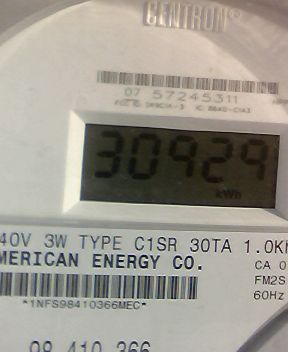 CENTRON®
07 57245311
30929
kWh
40V 3W TYPE C1SR 30TA 1.0Kh
MERICAN ENERGY CO.
CA 0
FM2S
60Hz
*1NFS98410366MEC*
98 410 366